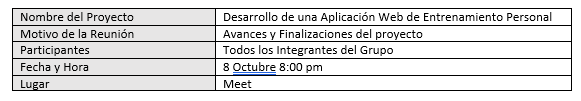 Nombre del Proyecto Desarrollo de una Aplicación Web de Entrenamiento Personal
Motivo de la Reunión Avances y Finalizaciones del proyecto
Participantes Todos los Integrantes del Grupo
Fecha y Hora 8 Octubre 8:00 pm
Lugar Meet